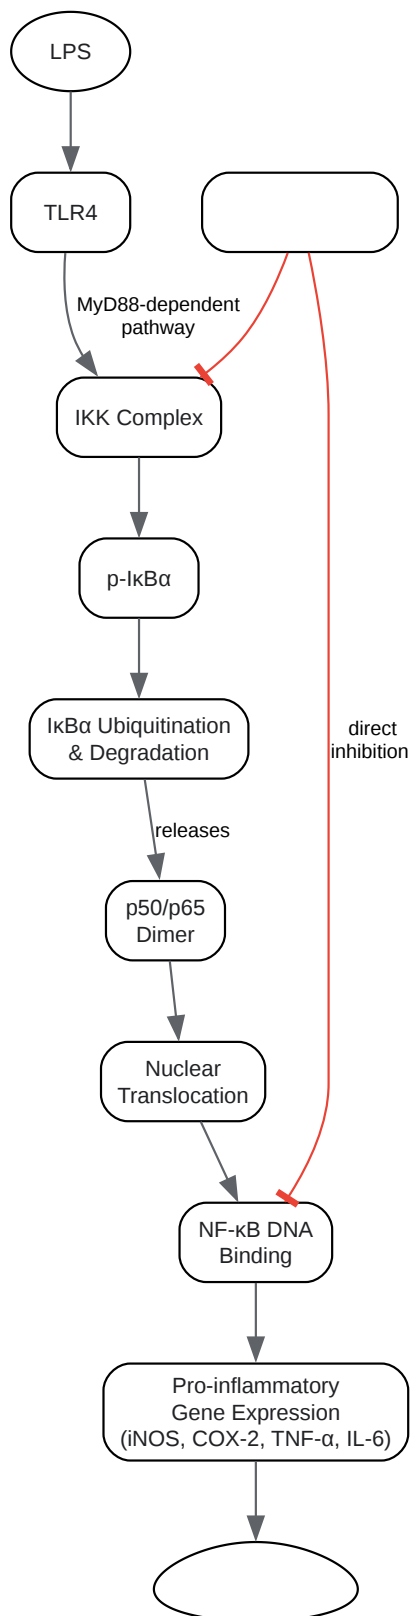 LPS
TLR4
MyD88-dependent
pathway
IKK Complex
p-IκBα
IκBα Ubiquitination
& Degradation
direct
inhibition
releases
p50/p65
Dimer
Nuclear
Translocation
NF-κB DNA
Binding
Pro-inflammatory
Gene Expression
(iNOS, COX-2, TNF-α, IL-6)